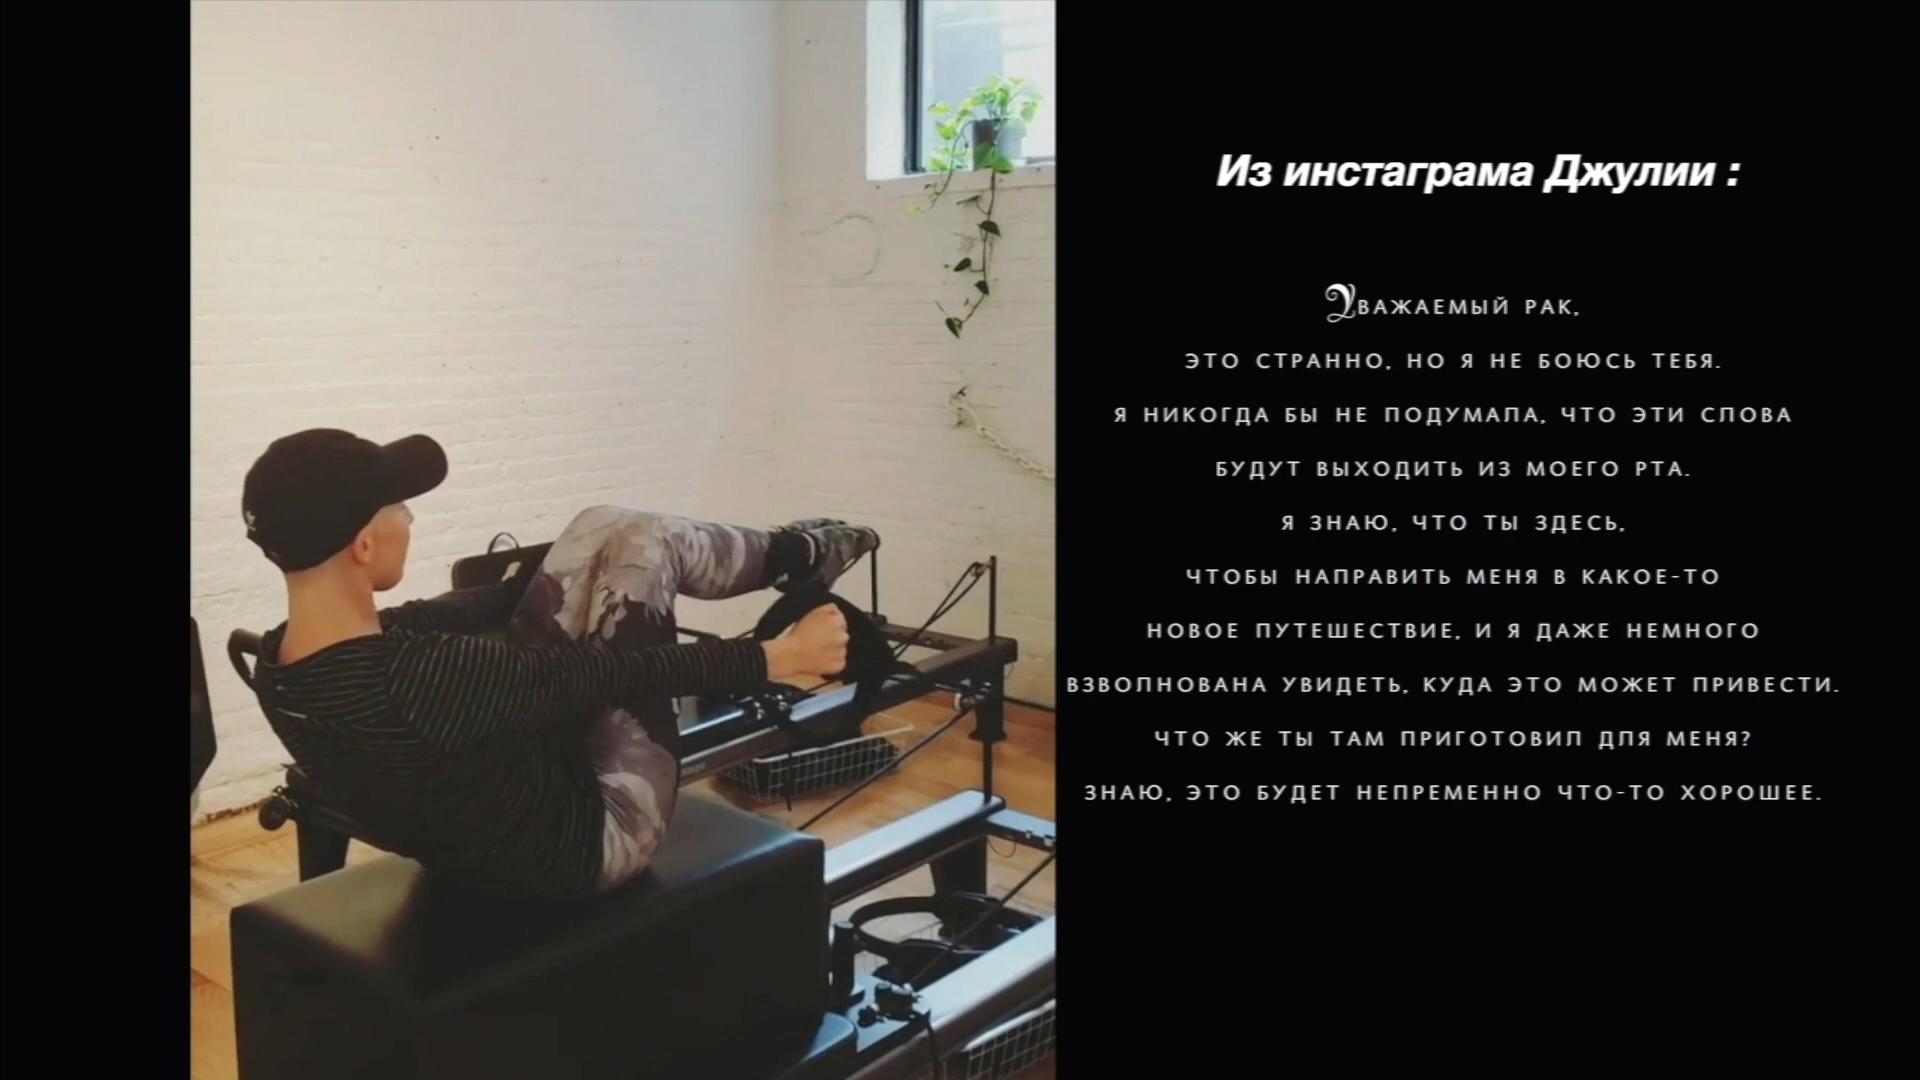 Из инстаграма Джулии :
Уважаемый рак,
это странно, но я не боюсь тебя.
Я никогда бы не подумала, что эти слова
будут выходить из моего рта.
Я знаю, что ты здесь,
чтобы направить меня в какое-то
новое путешествие, и я даже немного
взволнована увидеть, куда это может привести.
Что же ты там приготовил для меня?
Знаю, это будет непременно что-то хорошее.